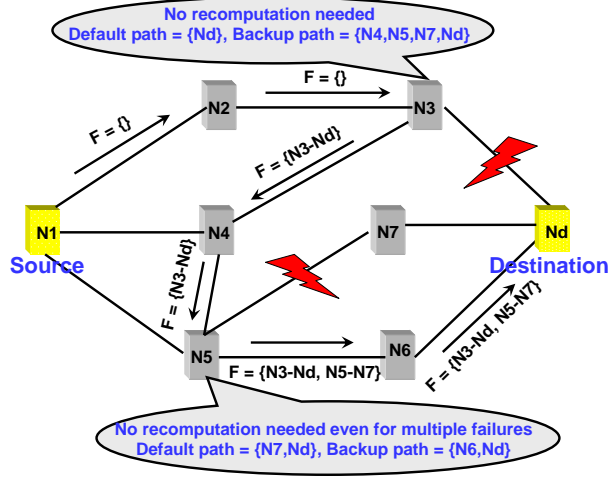 No recomputation needed
Default path = {Nd}, Backup path = {N4,N5,N7,Nd}
F = {}
N2
N3
F = {}
F = {N3-Nd}
N1
N4
N7
Nd
Source
Destination
F = {N3-Nd}
N5
N6
F = {N3-Nd, N5-N7}
F = {N3-Nd, N5-N7}
No recomputation needed even for multiple failures
Default path = {N7,Nd}, Backup path = {N6,Nd}